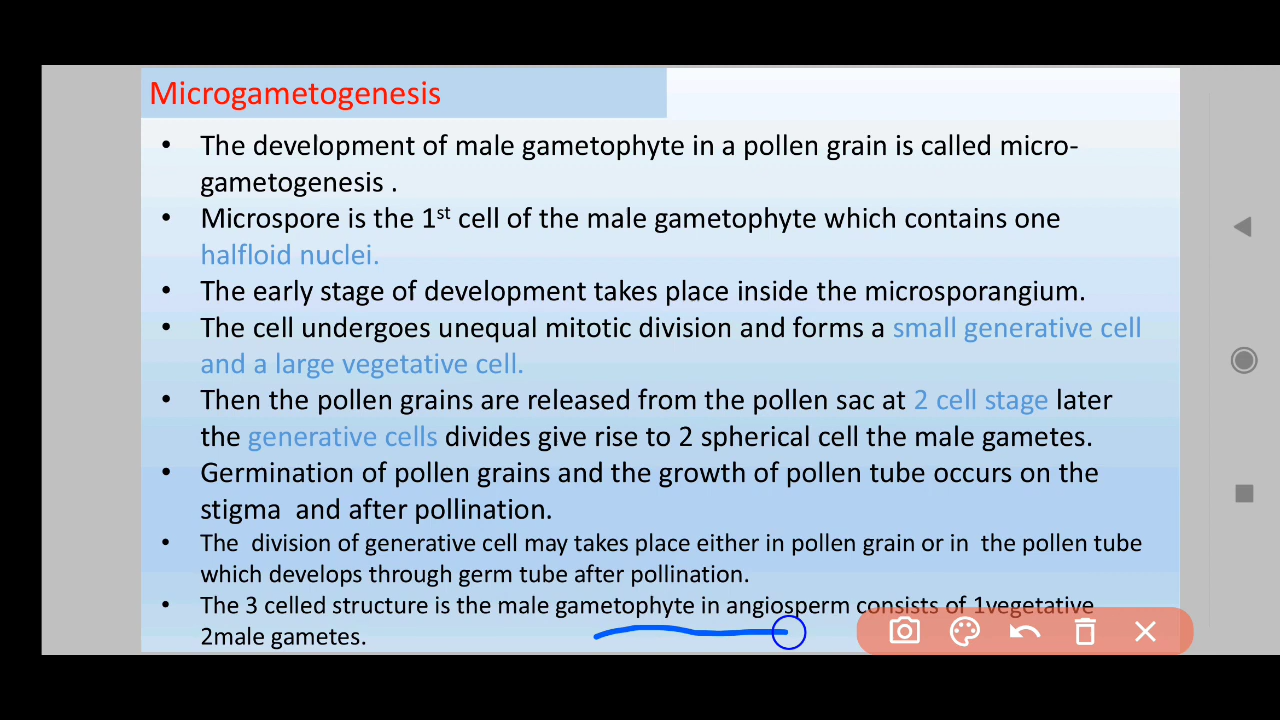 Microgametogenesis
• The development of male gametophyte in a pollen grain is called micro-
gametogenesis .
• Microspore is the 1st cell of the male gametophyte which contains one
halfloid nuclei.
• The early stage of development takes place inside the microsporangium.
• The cell undergoes unequal mitotic division and forms a small generative cell
and a large vegetative cell.
• Then the pollen grains are released from the pollen sac at 2 cell stage later
the generative cells divides give rise to 2 spherical cell the male gametes.
• Germination of pollen grains and the growth of pollen tube occurs on the
stigma  and after pollination.
• The  division of generative cell may takes place either in pollen grain or in  the pollen tube
which develops through germ tube after pollination.
• The 3 celled structure is the male gametophyte in angiosperm consists of 1vegetative
2male gametes.